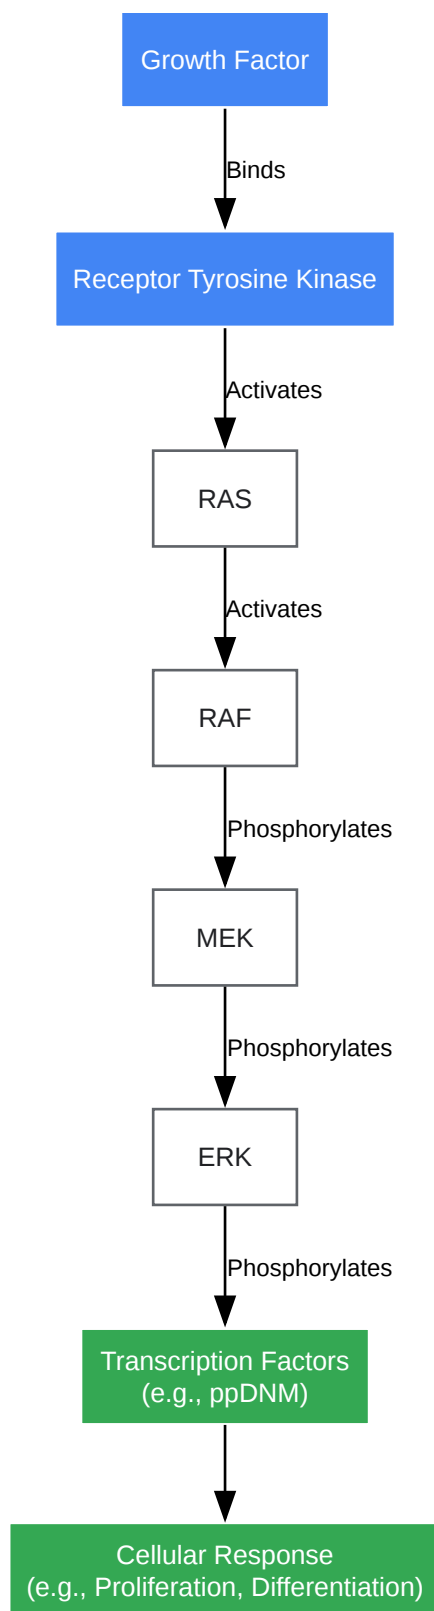 Growth Factor
Binds
Receptor Tyrosine Kinase
Activates
RAS
Activates
RAF
Phosphorylates
MEK
Phosphorylates
ERK
Phosphorylates
Transcription Factors
(e.g., ppDNM)
Cellular Response
(e.g., Proliferation, Differentiation)